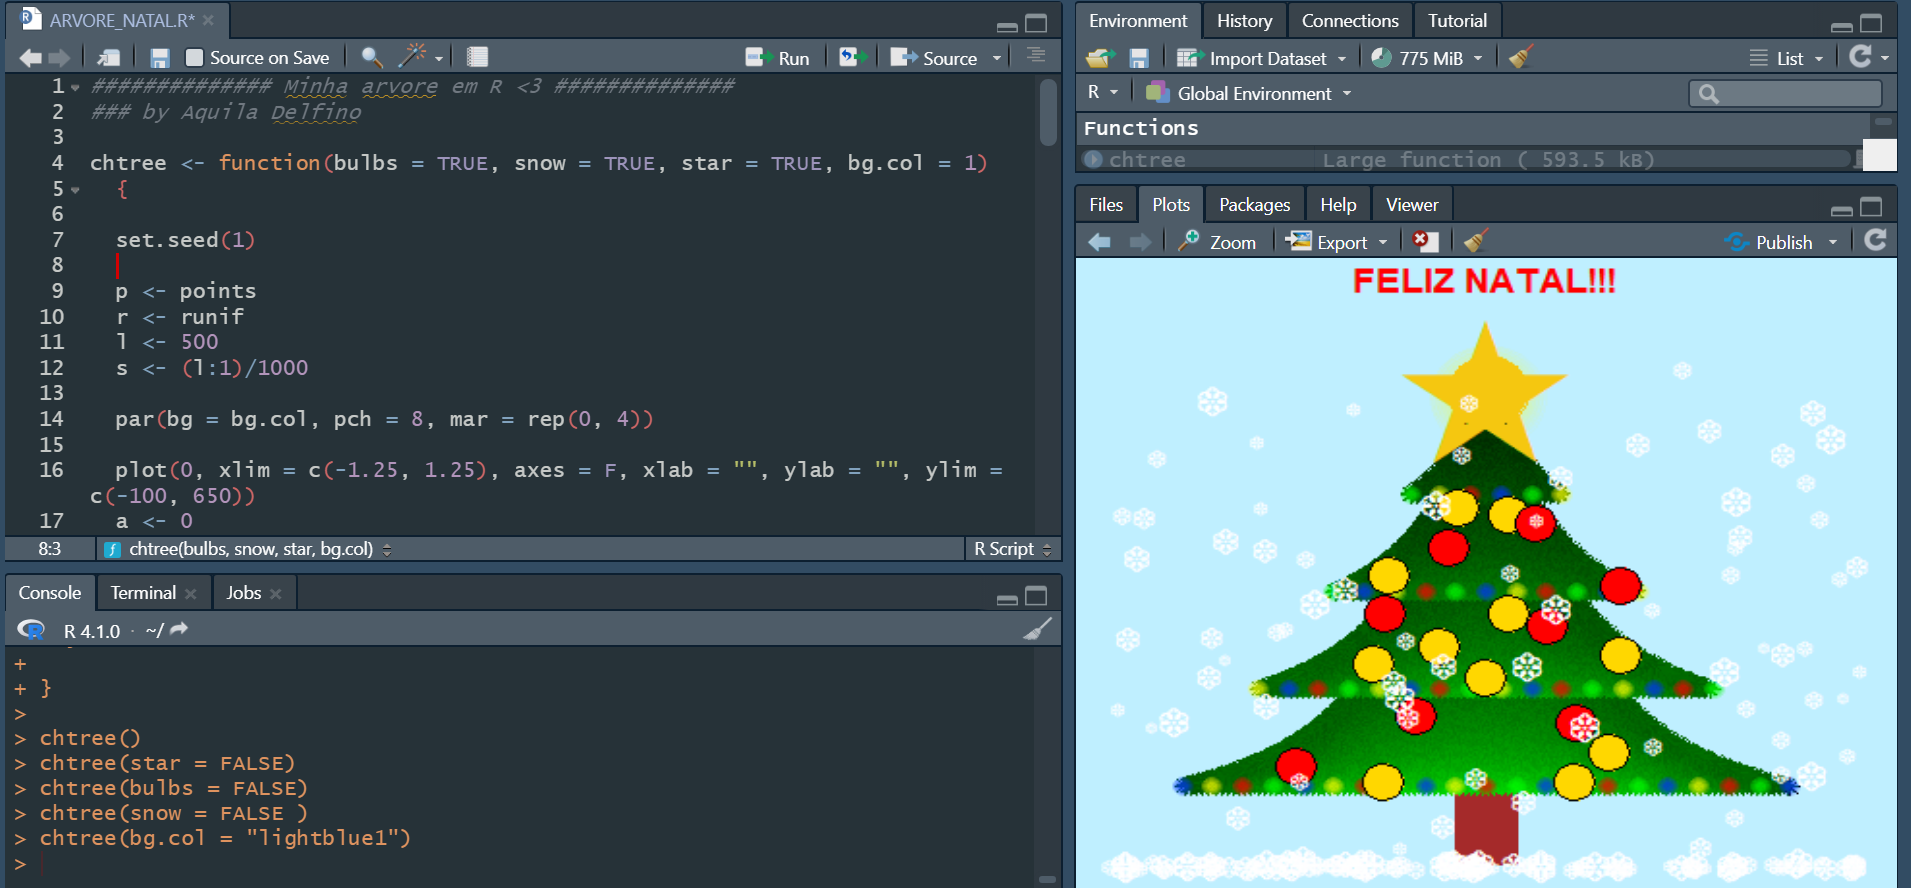 ARVORE_NATAL.R*
Source on Save
Run
Source
1 ############## Minha arvore em R <3 ##############
2 ### by Aquila Delfino
3
4 chtree <- function(bulbs = TRUE, snow = TRUE, star = TRUE, bg.col = 1)
5 {
6
7 set.seed(1)
8
9 p <- points
10 r <- runif
11 l <- 500
12 s <- (l:1)/1000
13
14 par(bg = bg.col, pch = 8, mar = rep(0, 4))
15
16 plot(0, xlim = c(-1.25, 1.25), axes = F, xlab = "", ylab = "", ylim =
c(-100, 650))
17 a <- 0
8:3 chtree(bulbs, snow, star, bg.col) R Script
Console Terminal Jobs
R 4.1.0 · ~/
+
+ }
>
> chtree()
> chtree(star = FALSE)
> chtree(bulbs = FALSE)
> chtree(snow = FALSE )
> chtree(bg.col = "lightblue1")
>
Environment History Connections Tutorial
Import Dataset 775 MiB List
R Global Environment
Functions
chtree Large function ( 593.5 kB)
Files Plots Packages Help Viewer
Zoom Export Publish
FELIZ NATAL!!!